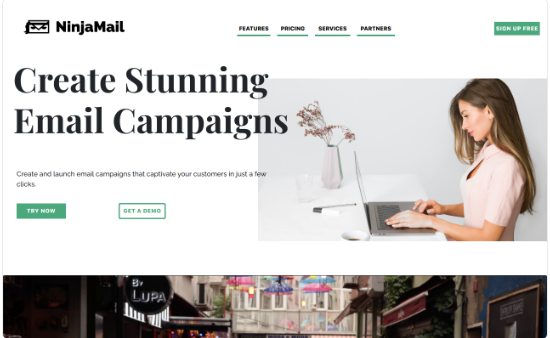 NinjaMail
FEATURES PRICING SERVICES PARTNERS
SIGN UP FREE
Create Stunning
Email Campaigns
Create and launch email campaigns that captivate your customers in just a few
clicks.
TRY NOW
GET A DEMO
BY
LUPA